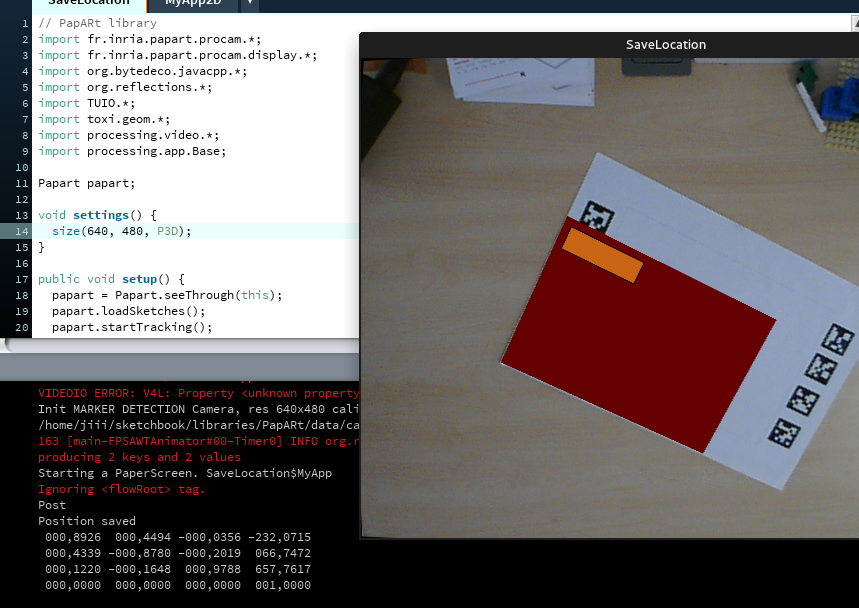 SaveLocation MyApp2D
1 // PapARt library
2 import fr.inria.papart.procam.*;
3 import fr.inria.papart.procam.display.*;
4 import org.bytedeco.javacpp.*;
5 import org.reflections.*;
6 import TUIO.*;
7 import toxi.geom.*;
8 import processing.video.*;
9 import processing.app.Base;
10
11 Papart papart;
12
13 void settings() {
14 size(640, 480, P3D);
15 }
16
17 public void setup() {
18 papart = Papart.seeThrough(this);
19 papart.loadSketches();
20 papart.startTracking();
SaveLocation
VIDEOIO ERROR: V4L: Property <unknown property
Init MARKER DETECTION Camera, res 640x480 cali
/home/jiii/sketchbook/libraries/PapARt/data/ca
163 [main-FPSAWTAnimator#00-Timer0] INFO org.r
producing 2 keys and 2 values
Starting a PaperScreen. SaveLocation$MyApp
Ignoring <flowRoot> tag.
Post
Position saved
000,8926 000,4494 -000,0356 -232,0715
000,4339 -000,8780 -000,2019 066,7472
000,1220 -000,1648 000,9788 657,7617
000,0000 000,0000 000,0000 001,0000